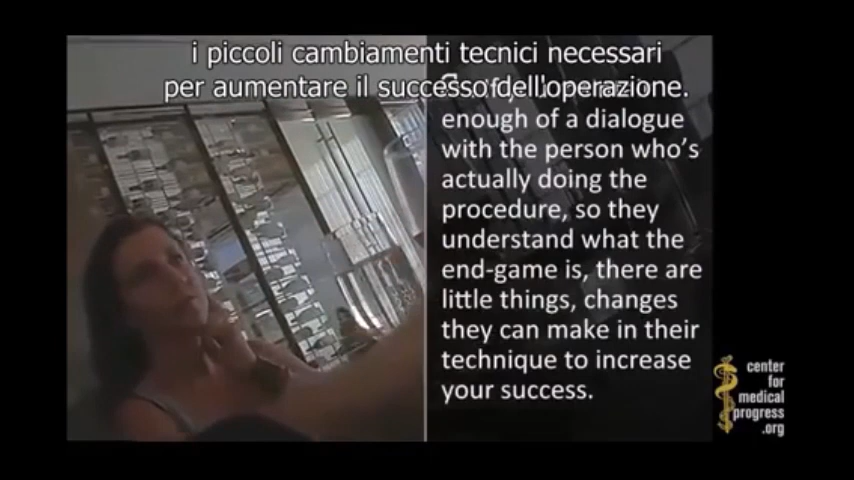 i piccoli cambiamenti tecnici necessari
per aumentare il successo dell'operazione.
enough of a dialogue
with the person who's
actually doing the
procedure, so they
understand what the
end-game is, there are
little things, changes
they can make in their
technique to increase
your success.
center
for
medical
progress
.org